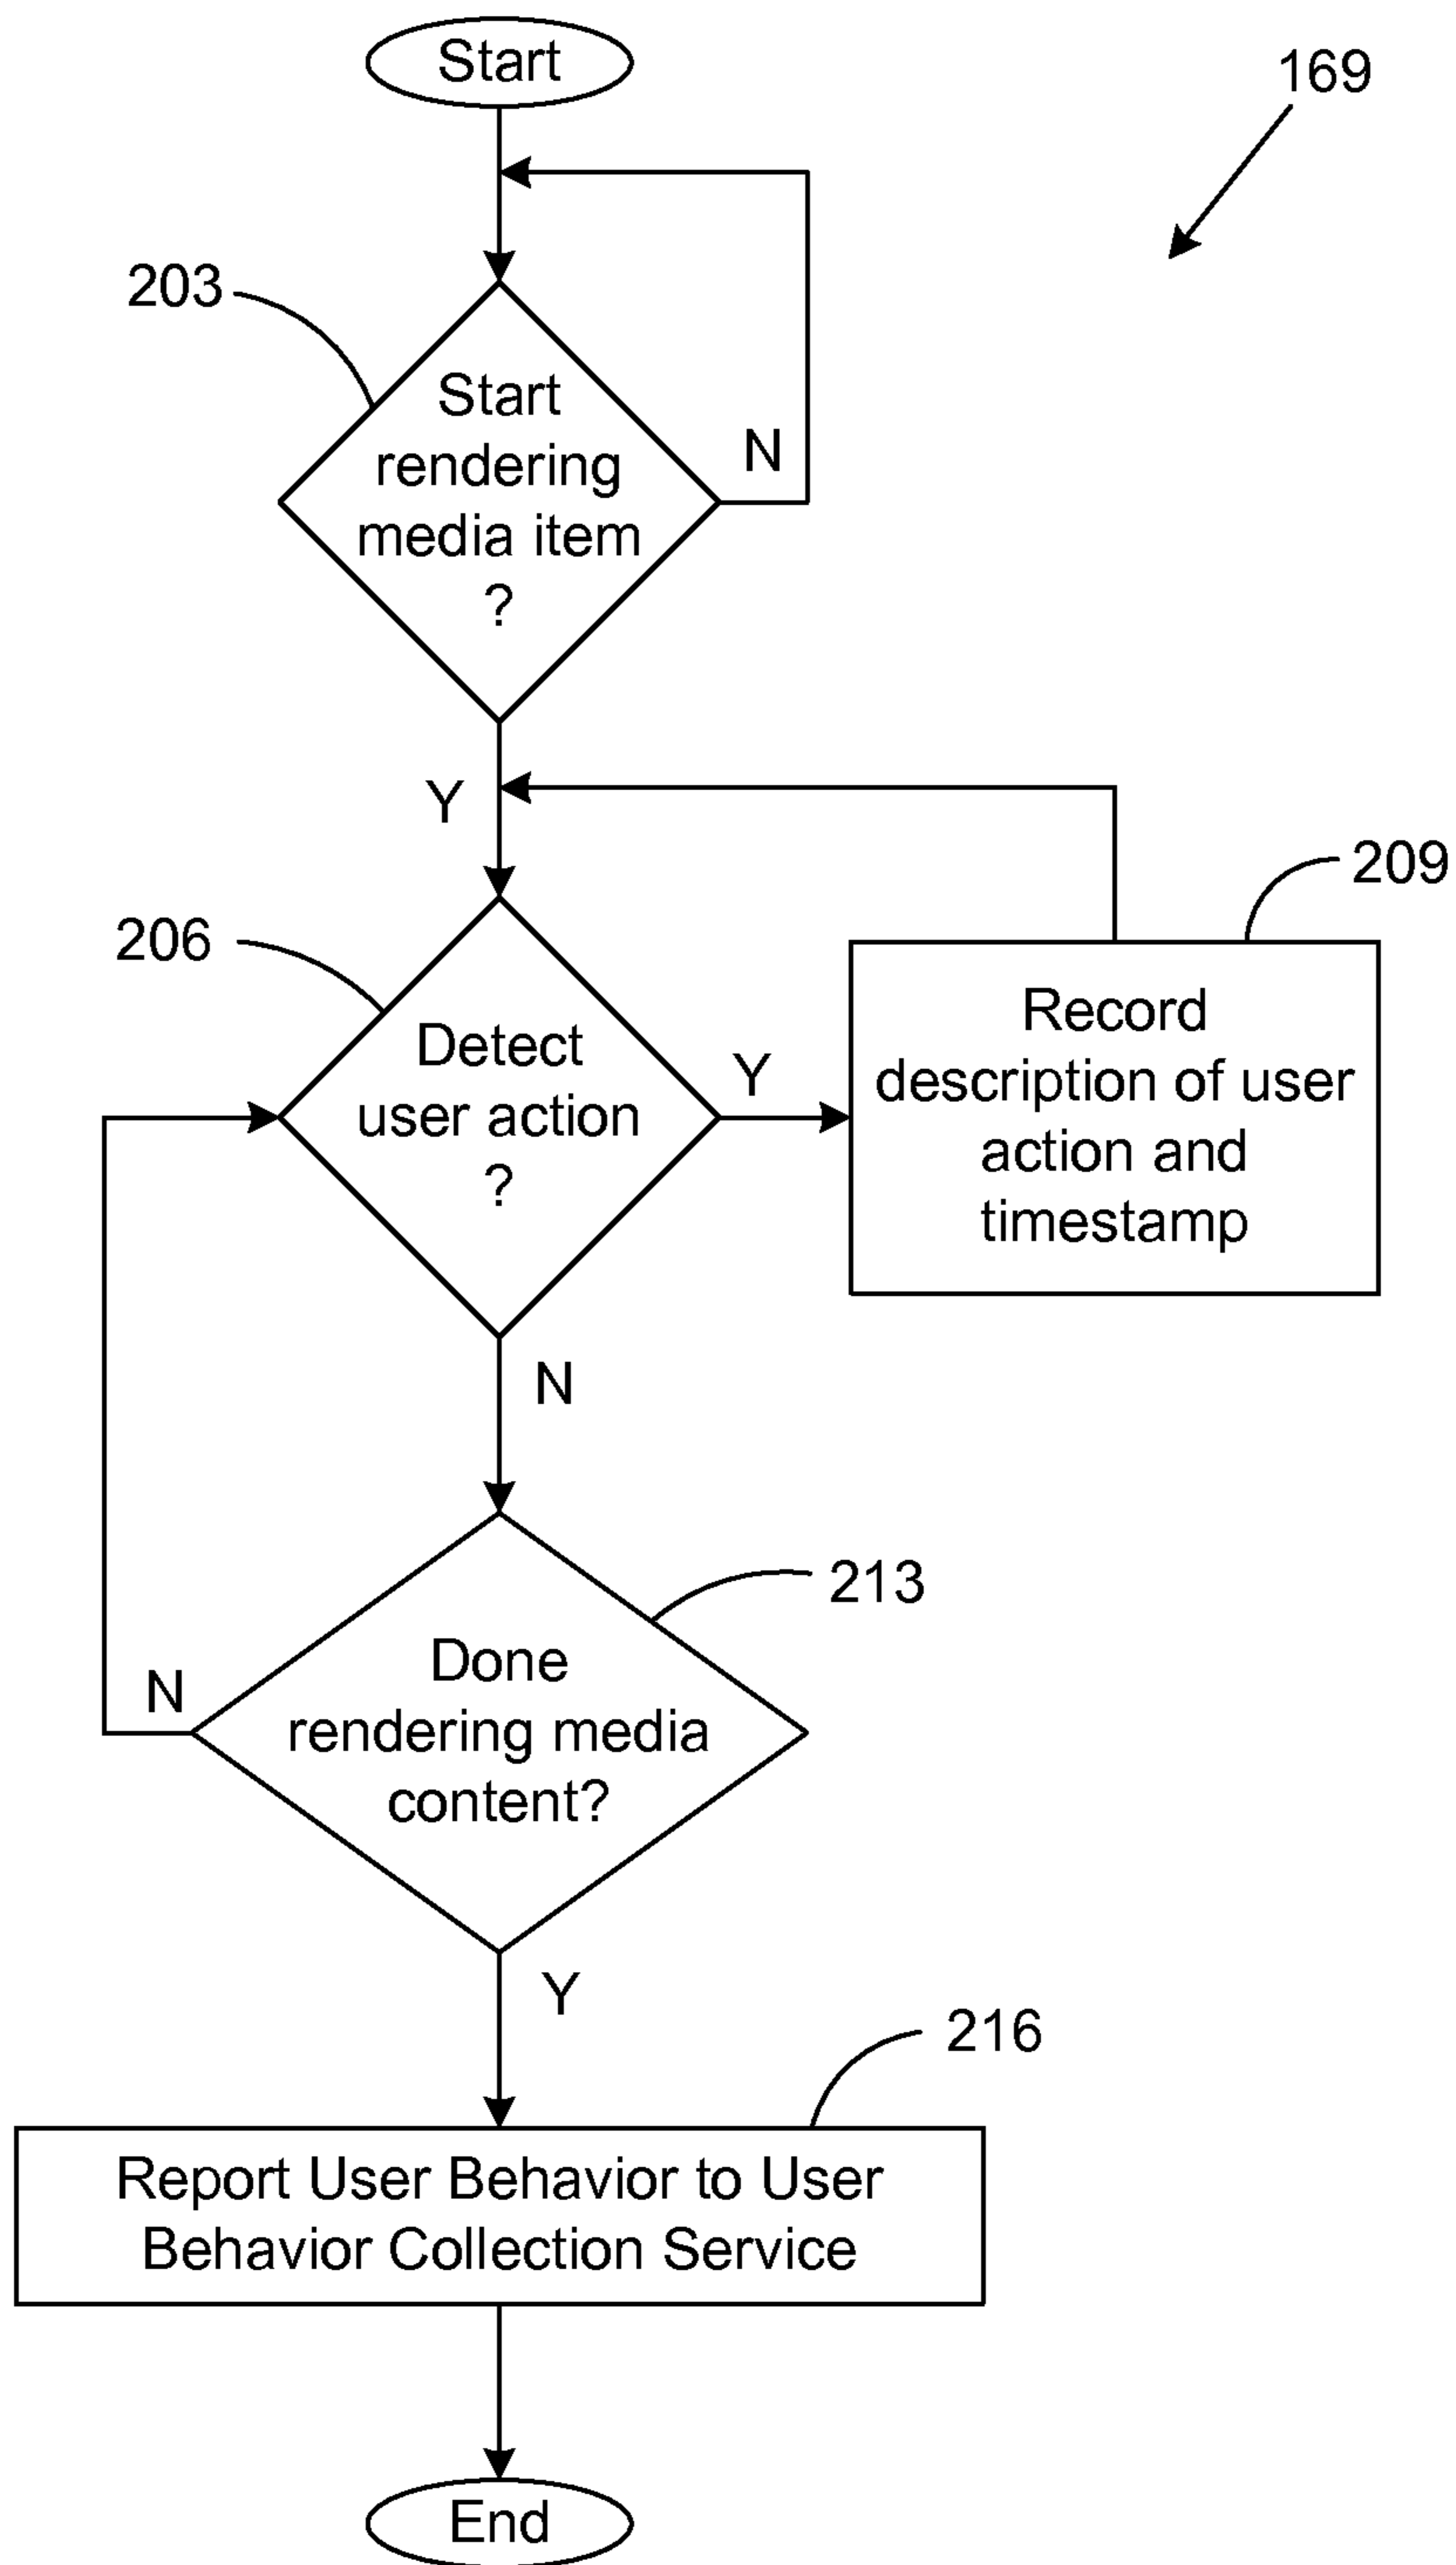 Start
169
203
Start
rendering
media item
?
N
Y
209
206
Detect
user action
?
Y
Record
description of user
action and
timestamp
N
213
Done
rendering media
content?
N
Y
216
Report User Behavior to User
Behavior Collection Service
End